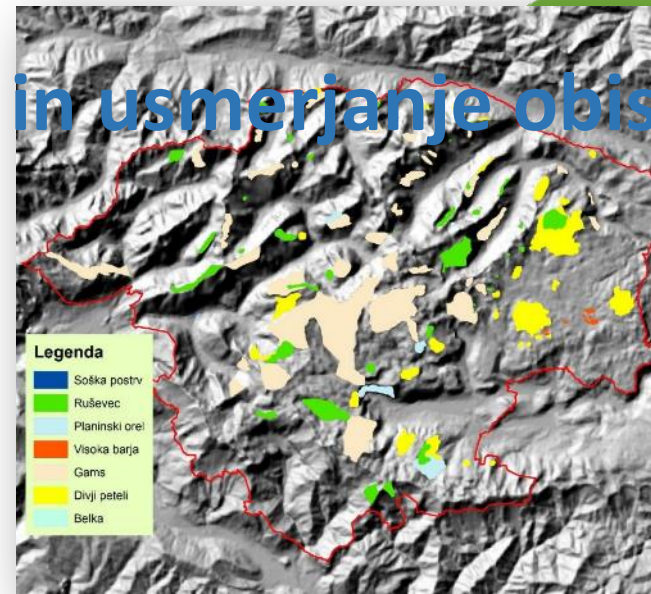 in usmerjanje obis
Legenda
Soška postrv
Ruševec
Planinski orel
Visoka barja
Gams
Divji peteli
Belka